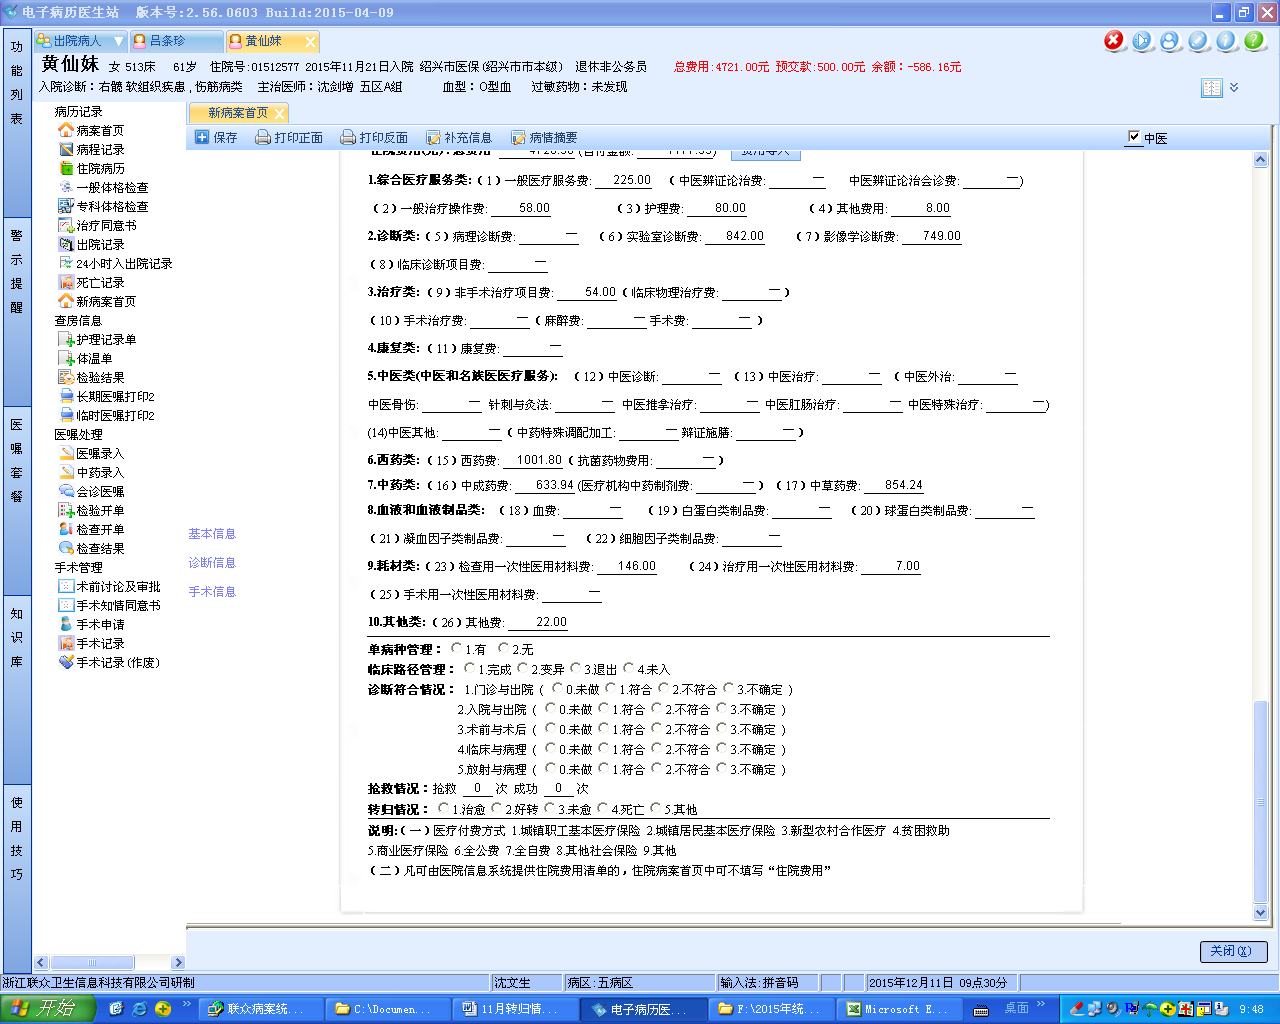 电子病历医生站 版本号:2.56.0603 Build:2015-04-09
出院病人 吕条珍 黄仙妹
黄仙妹 女 513床 61岁 住院号:01512577 2015年11月21日入院 绍兴市医保(绍兴市市本级) 退休非公务员 总费用:4721.00元 预交款:500.00元 余额:-586.16元
入院诊断:右髋 软组织疾患,伤筋病类 主治医师:沈剑增 五区A组 血型:O型血 过敏药物:未发现
功能列表
警示提醒
医嘱套餐
知识库
使用技巧
病历记录
病案首页
病程记录
住院病历
一般体格检查
专科体格检查
治疗同意书
出院记录
24小时入出院记录
死亡记录
新病案首页
查房信息
护理记录单
体温单
检验结果
长期医嘱打印2
临时医嘱打印2
医嘱处理
医嘱录入
中药录入
会诊医嘱
检验开单
检查开单
检查结果
手术管理
术前讨论及审批
手术知情同意书
手术申请
手术记录
手术记录(作废)
新病案首页
保存 打印正面 打印反面 补充信息 病情摘要 中医
基本信息
诊断信息
手术信息
1.综合医疗服务类:(1)一般医疗服务费: 225.00 (中医辨证论治费: — 中医辨证论治会诊费: —)
(2)一般治疗操作费: 58.00 (3)护理费: 80.00 (4)其他费用: 8.00
2.诊断类:(5)病理诊断费: — (6)实验室诊断费: 842.00 (7)影像学诊断费: 749.00
(8)临床诊断项目费: —
3.治疗类:(9)非手术治疗项目费: 54.00 (临床物理治疗费: —)
(10)手术治疗费: — (麻醉费: — 手术费: —)
4.康复类:(11)康复费: —
5.中医类(中医和名族医医疗服务): (12)中医诊断: — (13)中医治疗: — (中医外治: —
中医骨伤: — 针刺与灸法: — 中医推拿治疗: — 中医肛肠治疗: — 中医特殊治疗: —)
(14)中医其他: — (中药特殊调配加工: — 辩证施膳: —)
6.西药类:(15)西药费: 1001.80 (抗菌药物费用: —)
7.中药类:(16)中成药费: 633.94 (医疗机构中药制剂费: —) (17)中草药费: 854.24
8.血液和血液制品类: (18)血费: — (19)白蛋白类制品费: — (20)球蛋白类制品费: —
(21)凝血因子类制品费: — (22)细胞因子类制品费: —
9.耗材类:(23)检查用一次性医用材料费: 146.00 (24)治疗用一次性医用材料费: 7.00
(25)手术用一次性医用材料费: —
10.其他类:(26)其他费: 22.00
单病种管理: 1.有 2.无
临床路径管理: 1.完成 2.变异 3.退出 4.未入
诊断符合情况: 1.门诊与出院 ( 0.未做 1.符合 2.不符合 3.不确定 )
2.入院与出院 ( 0.未做 1.符合 2.不符合 3.不确定 )
3.术前与术后 ( 0.未做 1.符合 2.不符合 3.不确定 )
4.临床与病理 ( 0.未做 1.符合 2.不符合 3.不确定 )
5.放射与病理 ( 0.未做 1.符合 2.不符合 3.不确定 )
抢救情况:抢救 0 次 成功 0 次
转归情况: 1.治愈 2.好转 3.未愈 4.死亡 5.其他
说明:(一)医疗付费方式 1.城镇职工基本医疗保险 2.城镇居民基本医疗保险 3.新型农村合作医疗 4.贫困救助
5.商业医疗保险 6.全公费 7.全自费 8.其他社会保险 9.其他
(二)凡可由医院信息系统提供住院费用清单的,住院病案首页中可不填写“住院费用”
关闭(X)
浙江联众卫生信息科技有限公司研制 沈文生 病区:五病区 输入法:拼音码 2015年12月11日 09点30分
开始 联众病案统... C:\Documen... 11月转归情... 电子病历医... F:\2015年统... Microsoft E... 桌面 9:48